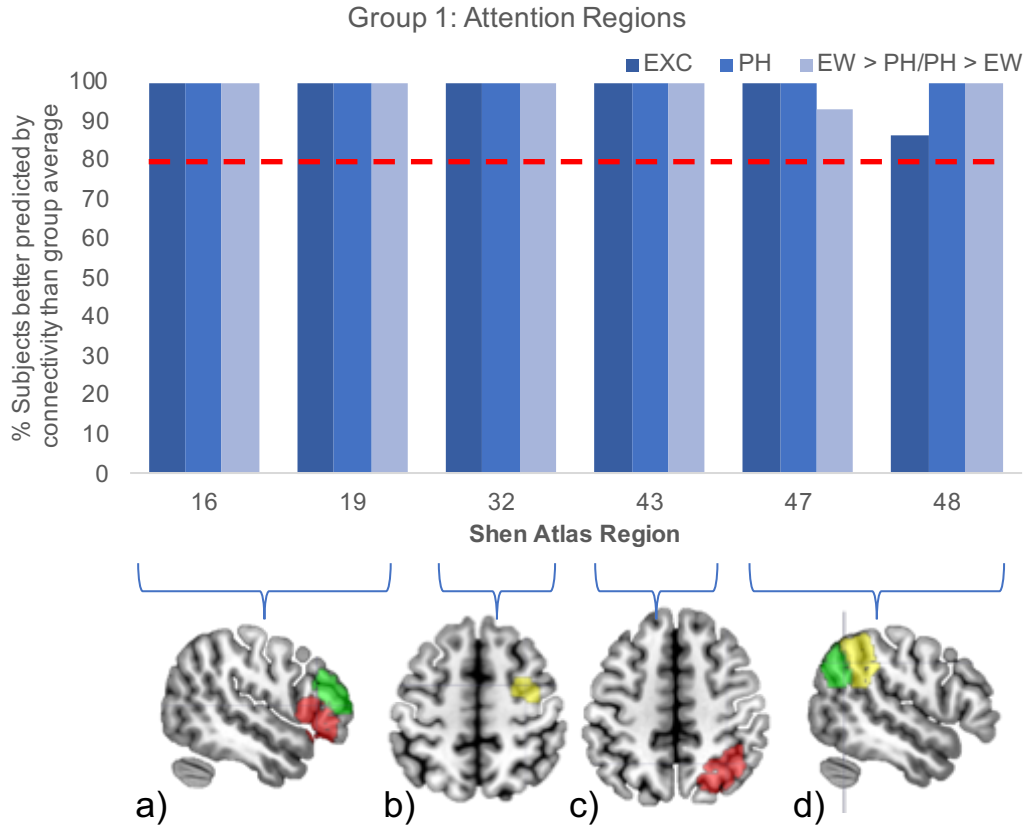 Group 1: Attention Regions
EXC PH EW > PH/PH > EW
% Subjects better predicted by
connectivity than group average
100
90
80
70
60
50
40
30
20
10
0
16 19 32 43 47 48
Shen Atlas Region
a) b) c) d)